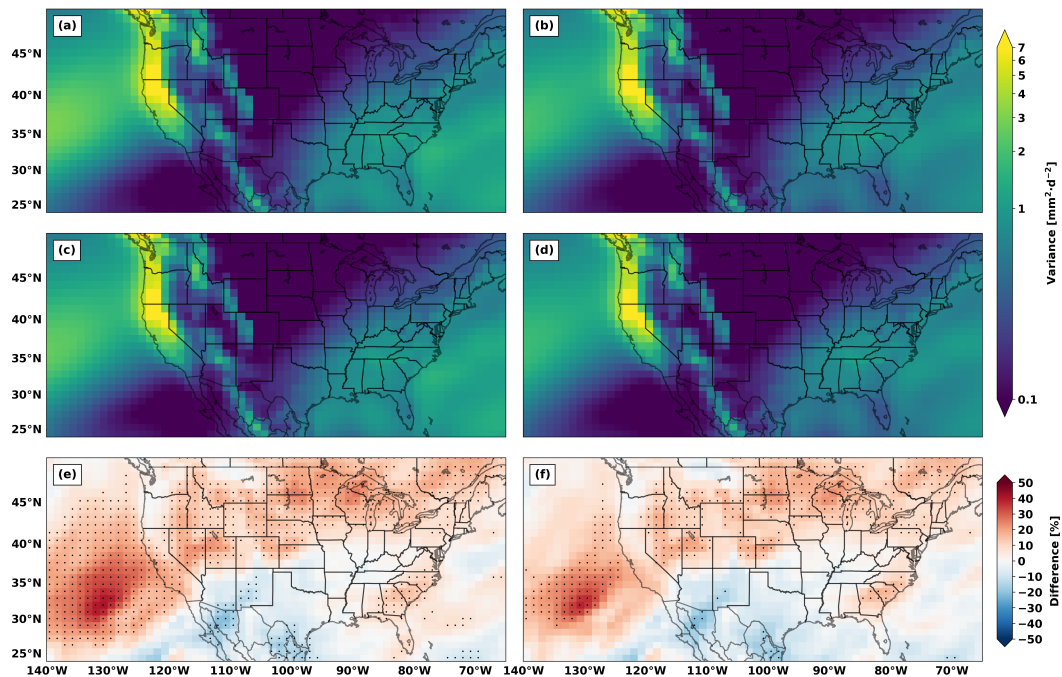 (a)
(b)
45°N
40°N
35°N
30°N
25°N
7
6
5
4
3
2
1
0.1
Variance [mm²·d⁻²]
(c)
(d)
45°N
40°N
35°N
30°N
25°N
(e)
(f)
45°N
40°N
35°N
30°N
25°N
50
40
30
20
10
0
−10
−20
−30
−40
−50
Difference [%]
140°W 130°W 120°W 110°W 100°W 90°W 80°W 70°W 140°W 130°W 120°W 110°W 100°W 90°W 80°W 70°W